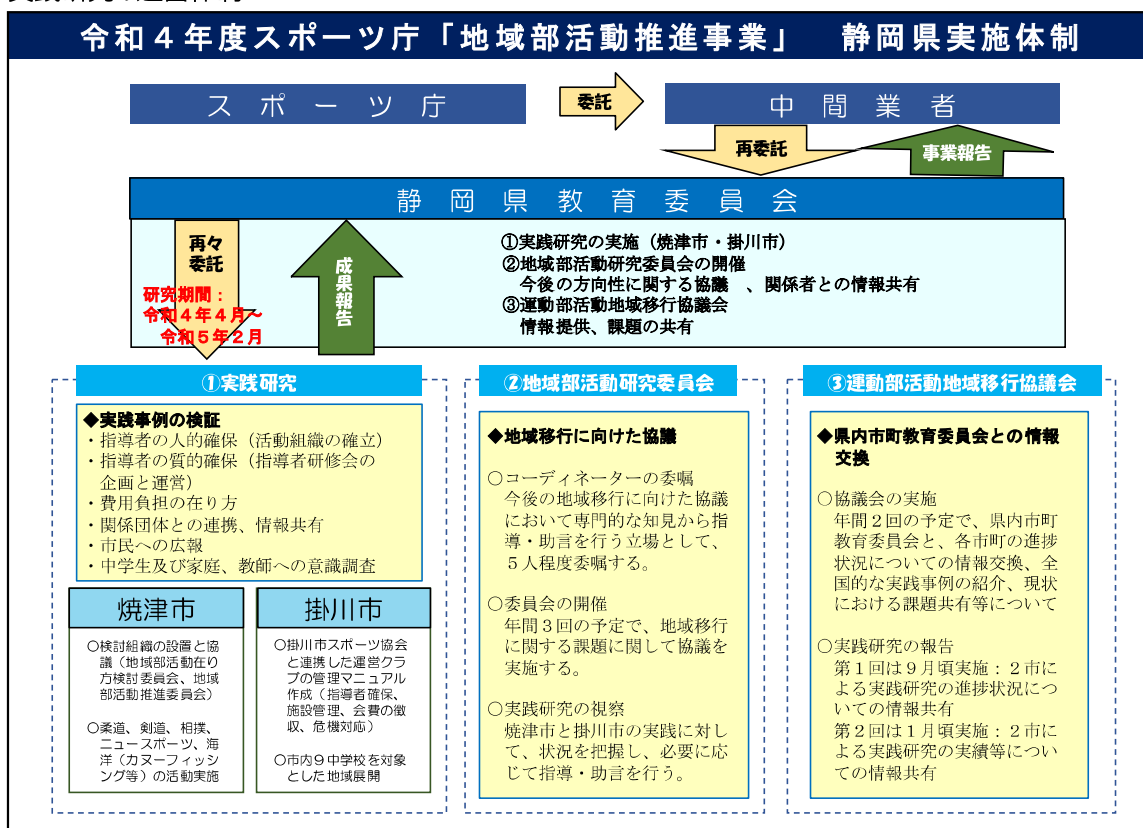 令和４年度スポーツ庁「地域部活動推進事業」　静岡県実施体制
スポーツ庁
委託
中間業者
再委託
事業報告
静岡県教育委員会
再々
委託
研究期間：
令和４年４月～
令和５年２月
成果報告
①実践研究の実施（焼津市・掛川市）
②地域部活動研究委員会の開催
今後の方向性に関する協議　、関係者との情報共有
③運動部活動地域移行協議会
情報提供、課題の共有
①実践研究
◆実践事例の検証
・指導者の人的確保（活動組織の確立）
・指導者の質的確保（指導者研修会の
企画と運営）
・費用負担の在り方
・関係団体との連携、情報共有
・市民への広報
・中学生及び家庭、教師への意識調査
焼津市
○検討組織の設置と協
議（地域部活動在り
方検討委員会、地域
部活動推進委員会）
○柔道、剣道、相撲、
ニュースポーツ、海
洋（カヌーフィッシ
ング等）の活動実施
掛川市
○掛川市スポーツ協会
と連携した運営クラ
ブの管理マニュアル
作成（指導者確保、
施設管理、会費の徴
収、危機対応）
○市内９中学校を対象
とした地域展開
②地域部活動研究委員会
◆地域移行に向けた協議
○コーディネーターの委嘱
今後の地域移行に向けた協議
において専門的な知見から指
導・助言を行う立場として、
５人程度委嘱する。
○委員会の開催
年間３回の予定で、地域移行
に関する課題に関して協議を
実施する。
○実践研究の視察
焼津市と掛川市の実践に対し
て、状況を把握し、必要に応
じて指導・助言を行う。
③運動部活動地域移行協議会
◆県内市町教育委員会との情報
交換
○協議会の実施
年間２回の予定で、県内市町
教育委員会と、各市町の進捗
状況についての情報交換、全
国的な実践事例の紹介、現状
における課題共有等について
○実践研究の報告
第１回は９月頃実施：２市に
よる実践研究の進捗状況につ
いての情報共有
第２回は１月頃実施：２市に
よる実践研究の実績等につい
ての情報共有